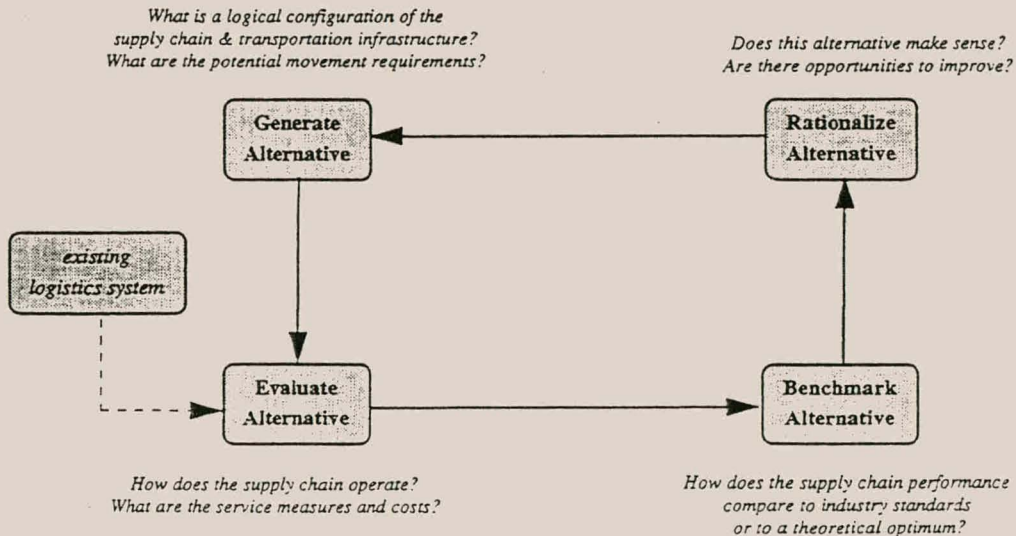 What is a logical configuration of the
supply chain & transportation infrastructure?
What are the potential movement requirements?
Does this alternative make sense?
Are there opportunities to improve?
Generate
Alternative
Rationalize
Alternative
existing
logistics system
Evaluate
Alternative
Benchmark
Alternative
How does the supply chain operate?
What are the service measures and costs?
How does the supply chain performance
compare to industry standards
or to a theoretical optimum?